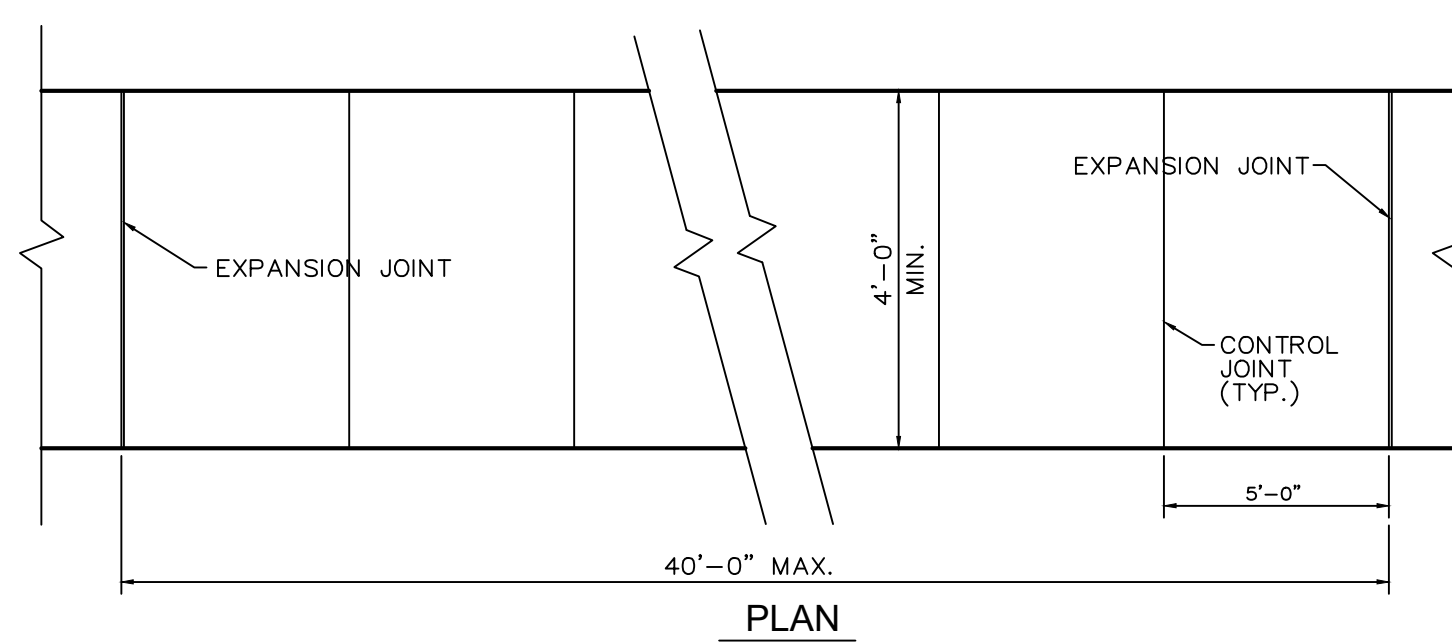 EXPANSION JOINT
EXPANSION JOINT
4'-0"
MIN.
CONTROL
JOINT
(TYP.)
5'-0"
40'-0" MAX.
PLAN